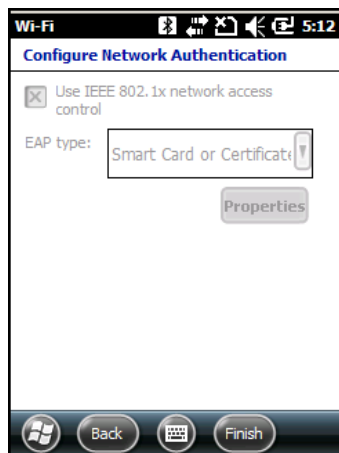 Wi-Fi 5:12
Configure Network Authentication
Use IEEE 802.1x network access
control
EAP type:
Smart Card or Certificate
Properties
Back Finish